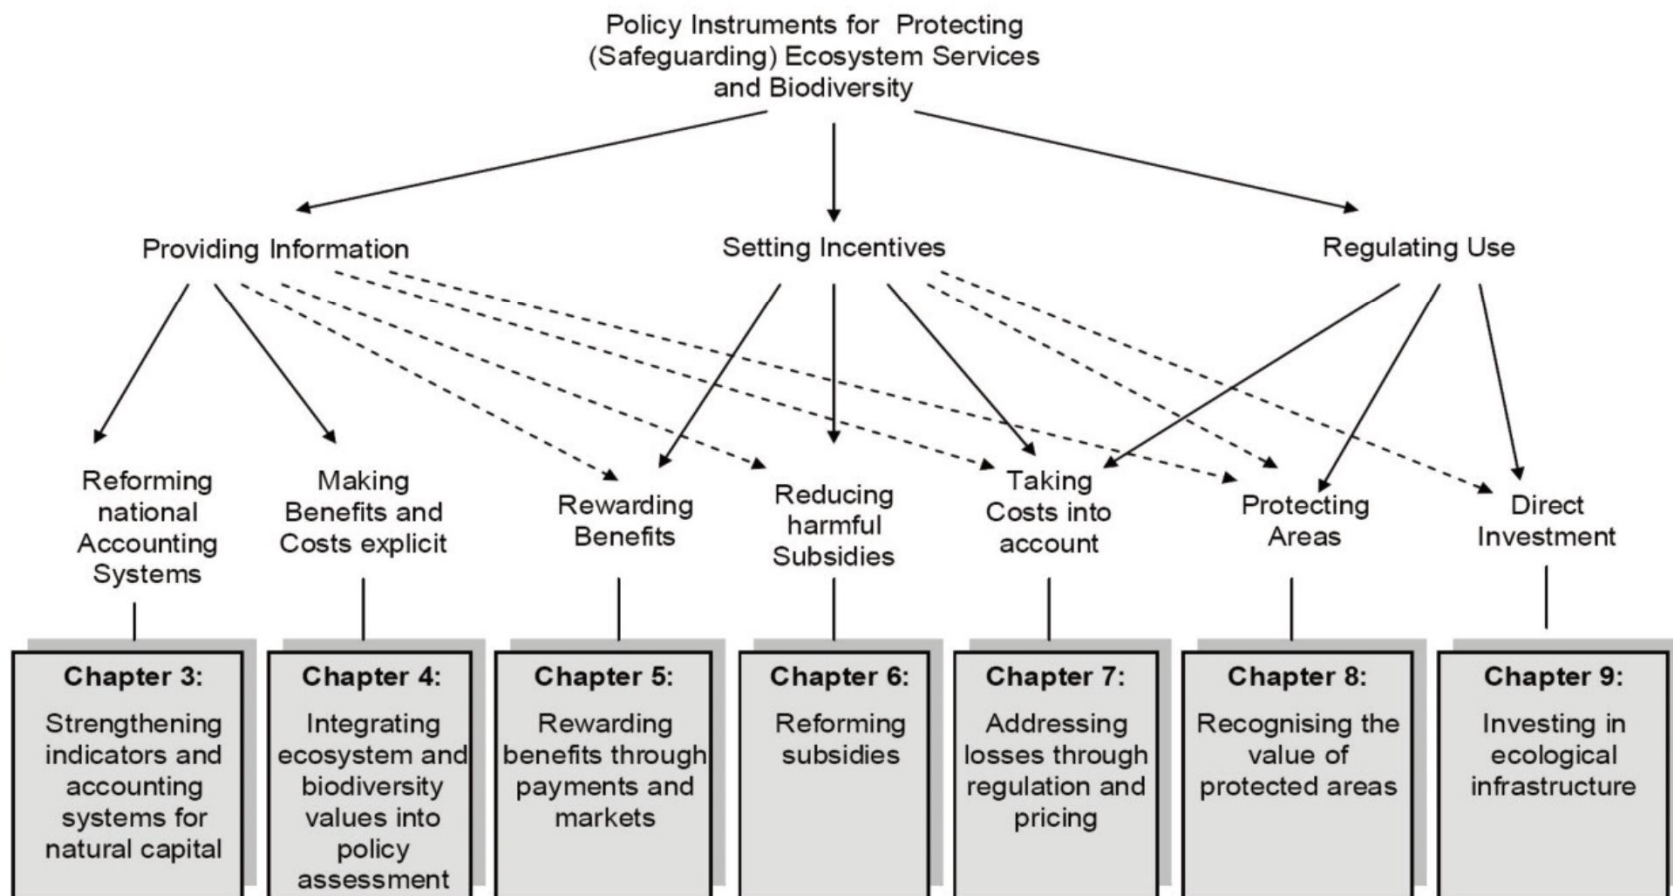 Policy Instruments for Protecting
(Safeguarding) Ecosystem Services
and Biodiversity
Providing Information
Setting Incentives
Regulating Use
Reforming
national
Accounting
Systems
Making
Benefits and
Costs explicit
Rewarding
Benefits
Reducing
harmful
Subsidies
Taking
Costs into
account
Protecting
Areas
Direct
Investment
Chapter 3:
Strengthening
indicators and
accounting
systems for
natural capital
Chapter 4:
Integrating
ecosystem and
biodiversity
values into
policy
assessment
Chapter 5:
Rewarding
benefits through
payments and
markets
Chapter 6:
Reforming
subsidies
Chapter 7:
Addressing
losses through
regulation and
pricing
Chapter 8:
Recognising the
value of
protected areas
Chapter 9:
Investing in
ecological
infrastructure